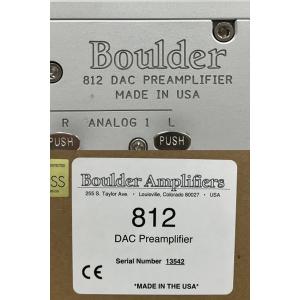 Boulder
812 DAC PREAMPLIFIER
MADE IN USA
R ANALOG 1 L
PUSH PUSH
SS
Boulder Amplifiers
255 S. Taylor Ave. • Louisville, Colorado 80027 • USA
812
DAC Preamplifier
Serial Number 13542
CE
*MADE IN THE USA*